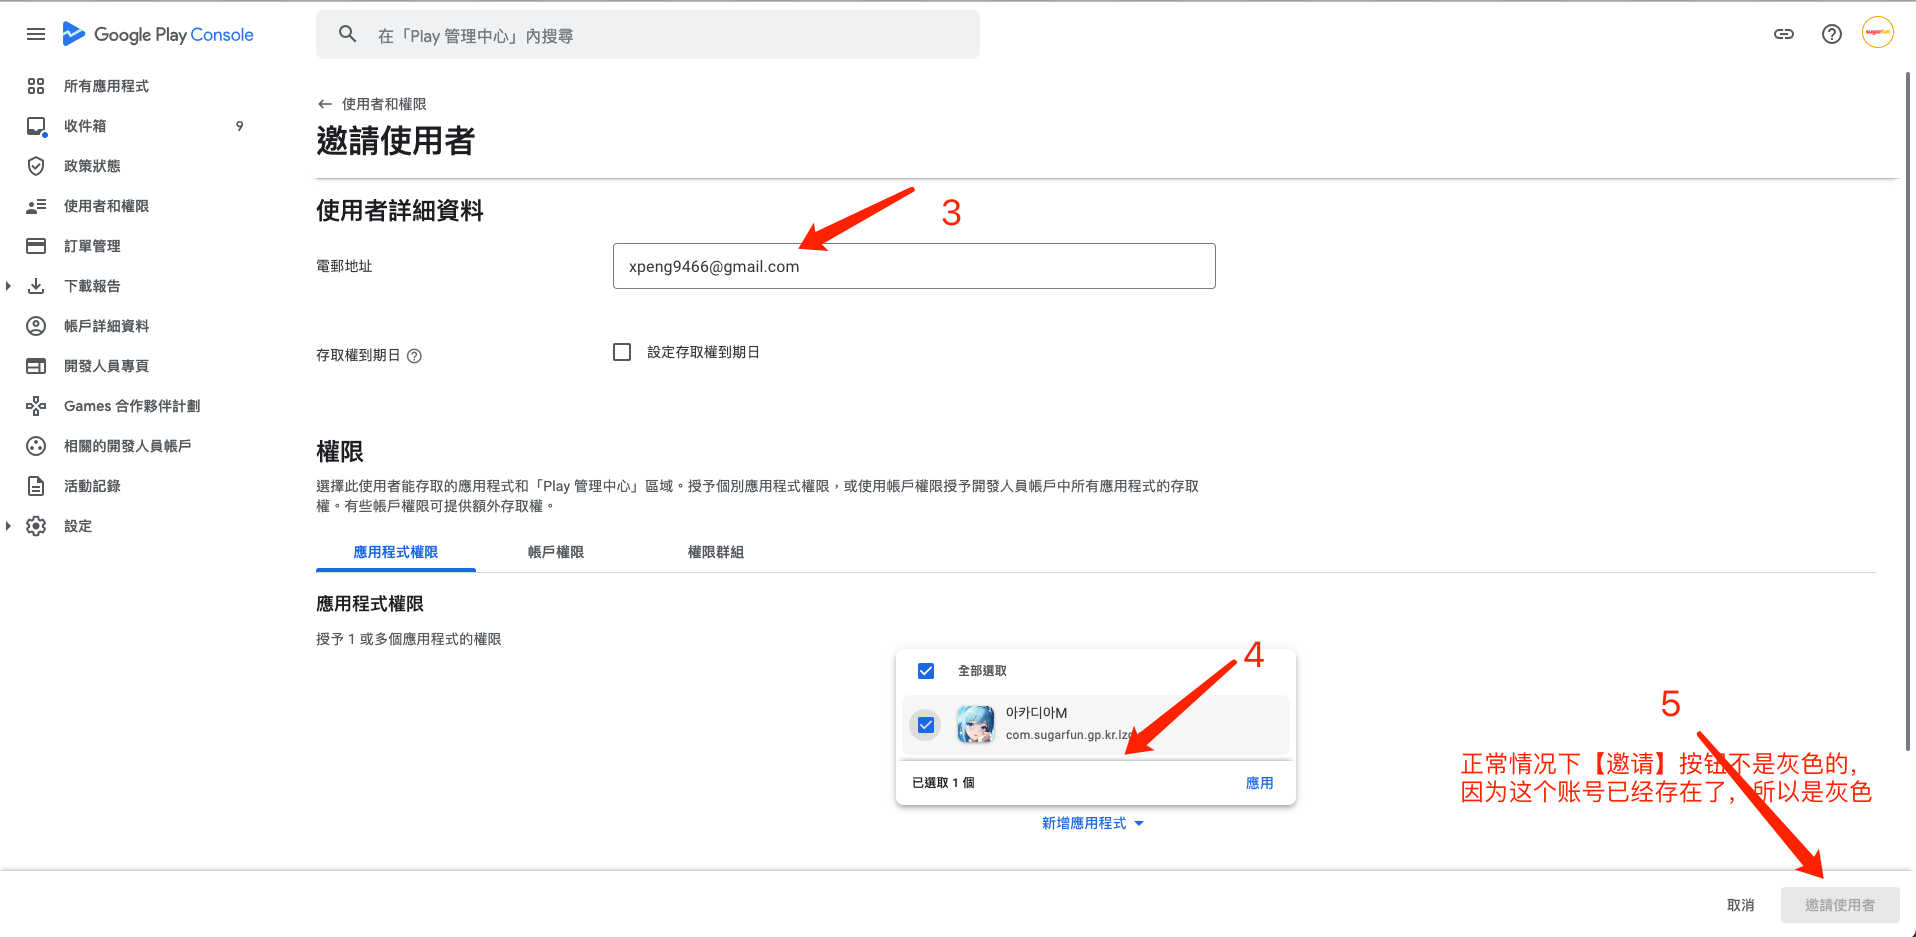 Google Play Console
在「Play 管理中心」內搜尋
sugarfun
所有應用程式
收件箱 9
政策狀態
使用者和權限
訂單管理
下載報告
帳戶詳細資料
開發人員專頁
Games 合作夥伴計劃
相關的開發人員帳戶
活動記錄
設定
使用者和權限
邀請使用者
使用者詳細資料
3
電郵地址
xpeng9466@gmail.com
存取權到期日
設定存取權到期日
權限
選擇此使用者能存取的應用程式和「Play 管理中心」區域。授予個別應用程式權限，或使用帳戶權限授予開發人員帳戶中所有應用程式的存取
權。有些帳戶權限可提供額外存取權。
應用程式權限
帳戶權限
權限群組
應用程式權限
授予 1 或多個應用程式的權限
4
全部選取
아카디아M
com.sugarfun.gp.kr.lz
已選取 1 個
應用
新增應用程式
5
正常情况下【邀请】按钮不是灰色的，
因为这个账号已经存在了，所以是灰色
取消
邀請使用者